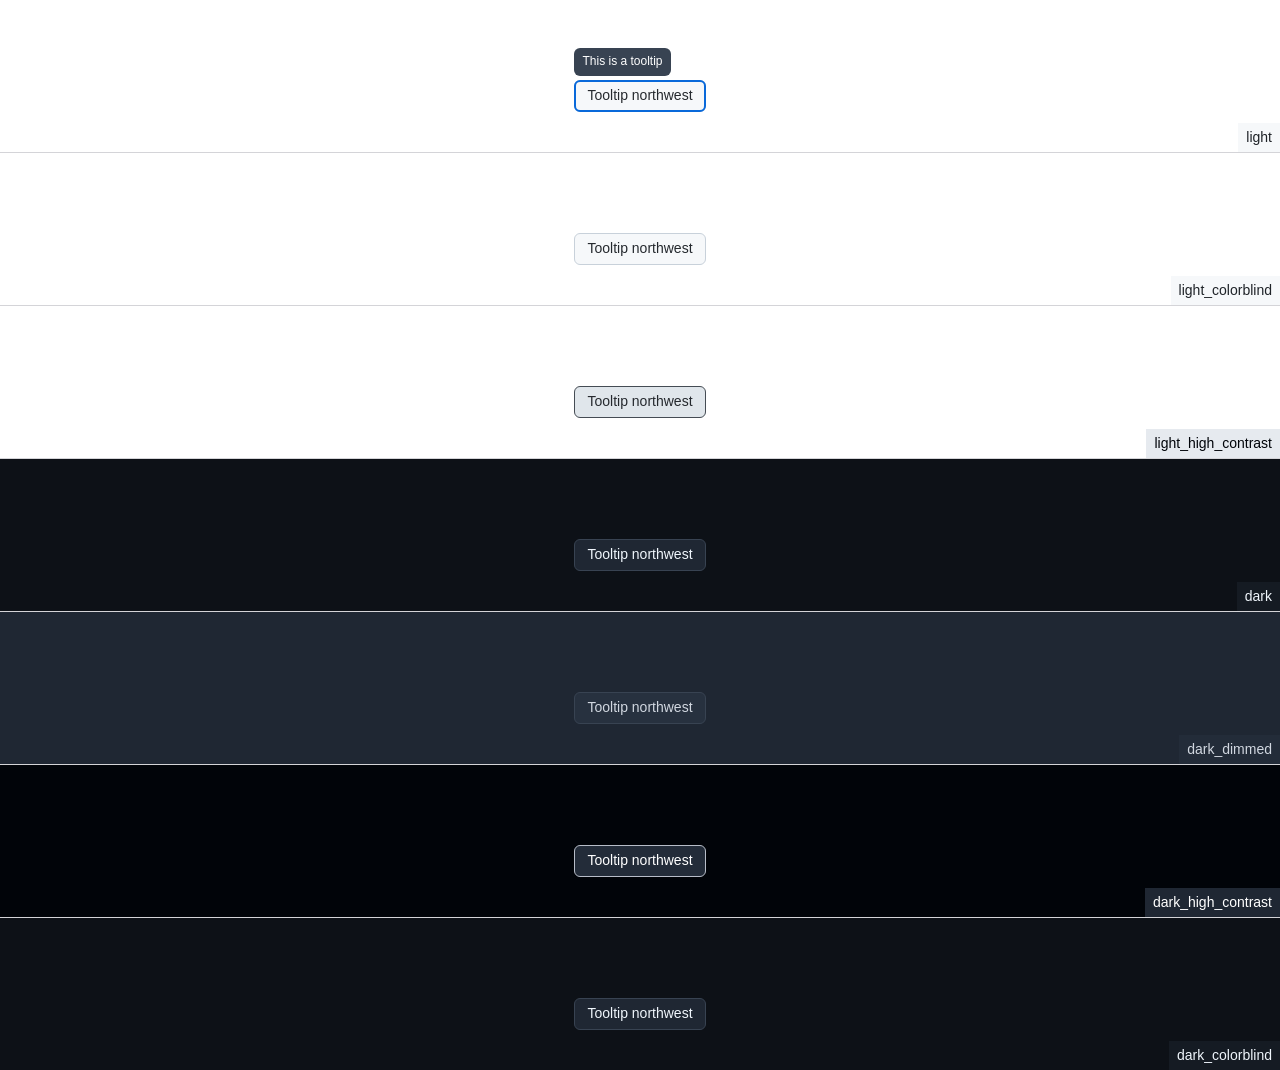 This is a tooltip
Tooltip northwest
light
Tooltip northwest
light_colorblind
Tooltip northwest
light_high_contrast
Tooltip northwest
dark
Tooltip northwest
dark_dimmed
Tooltip northwest
dark_high_contrast
Tooltip northwest
dark_colorblind